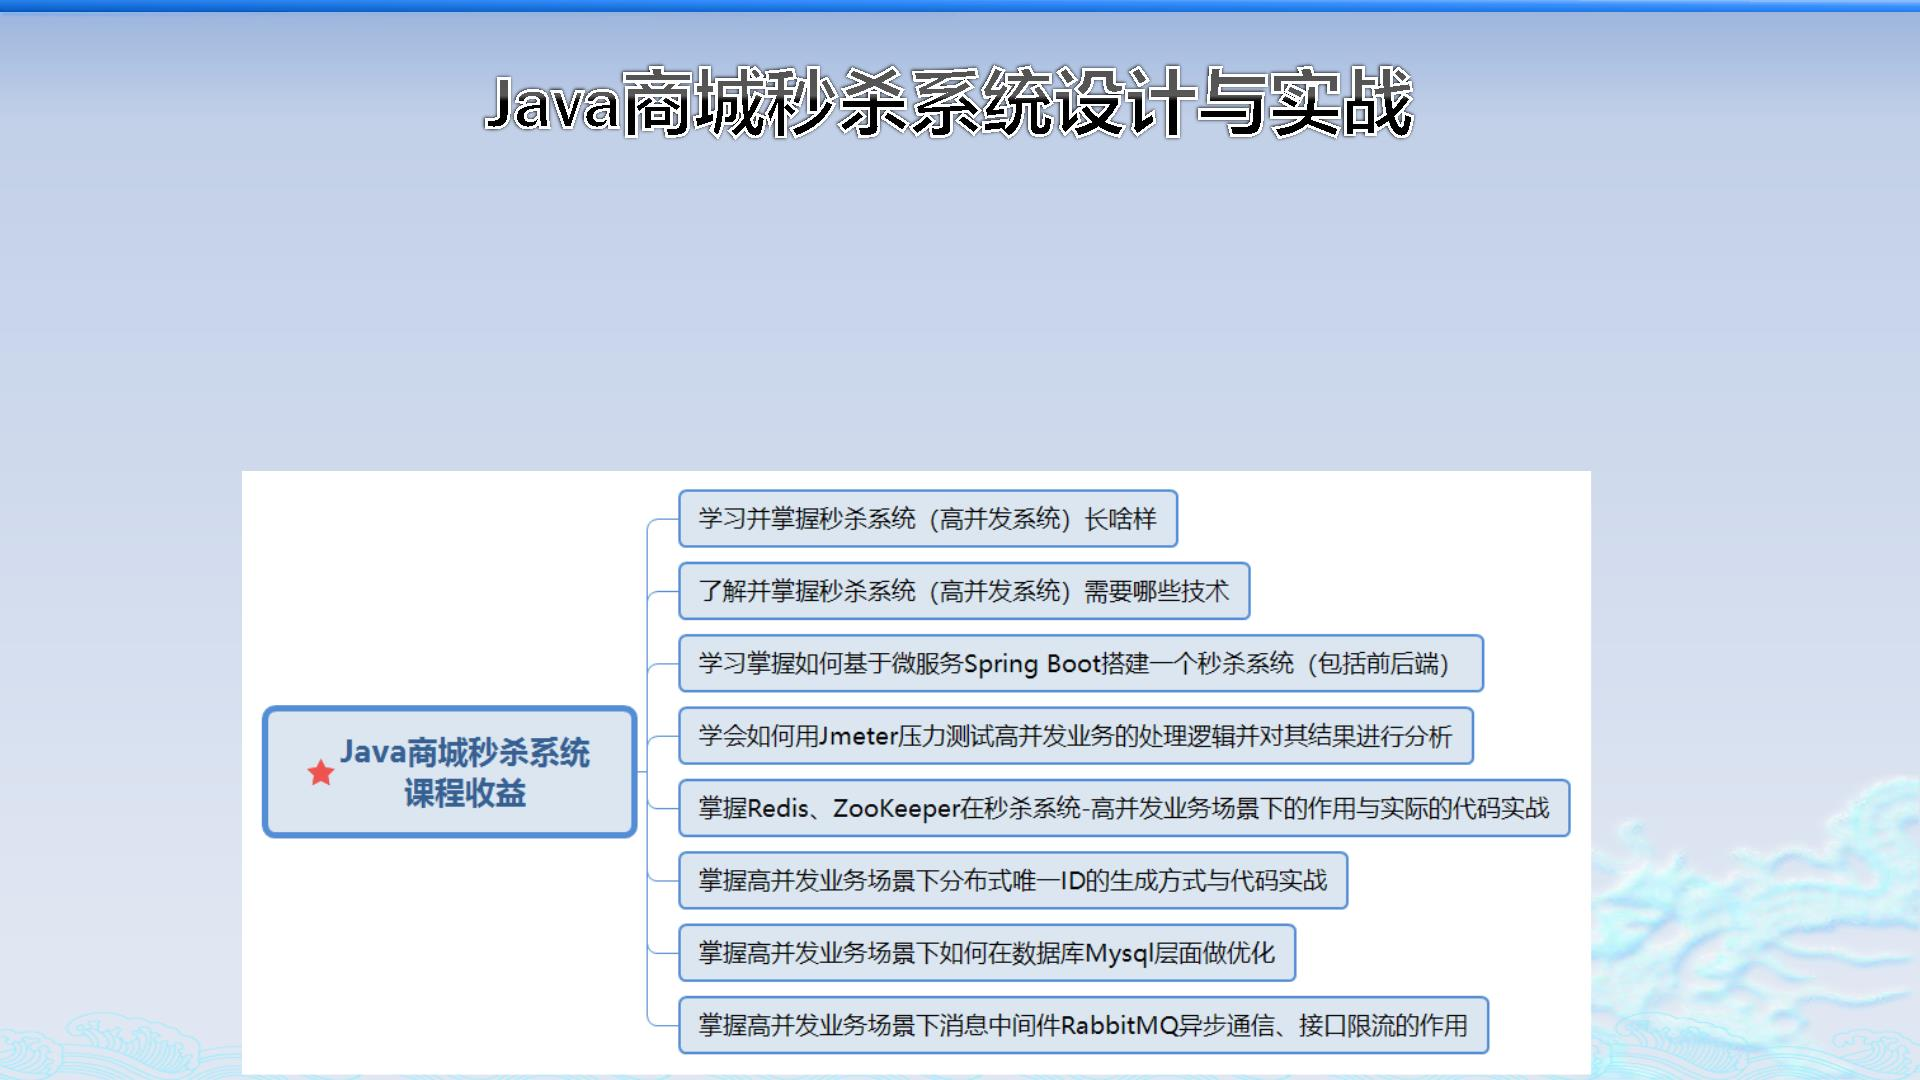 Java商城秒杀系统设计与实战
学习并掌握秒杀系统（高并发系统）长啥样
了解并掌握秒杀系统（高并发系统）需要哪些技术
学习掌握如何基于微服务Spring Boot搭建一个秒杀系统（包括前后端）
学会如何用Jmeter压力测试高并发业务的处理逻辑并对其结果进行分析
Java商城秒杀系统
课程收益
掌握Redis、ZooKeeper在秒杀系统-高并发业务场景下的作用与实际的代码实战
掌握高并发业务场景下分布式唯一ID的生成方式与代码实战
掌握高并发业务场景下如何在数据库Mysql层面做优化
掌握高并发业务场景下消息中间件RabbitMQ异步通信、接口限流的作用